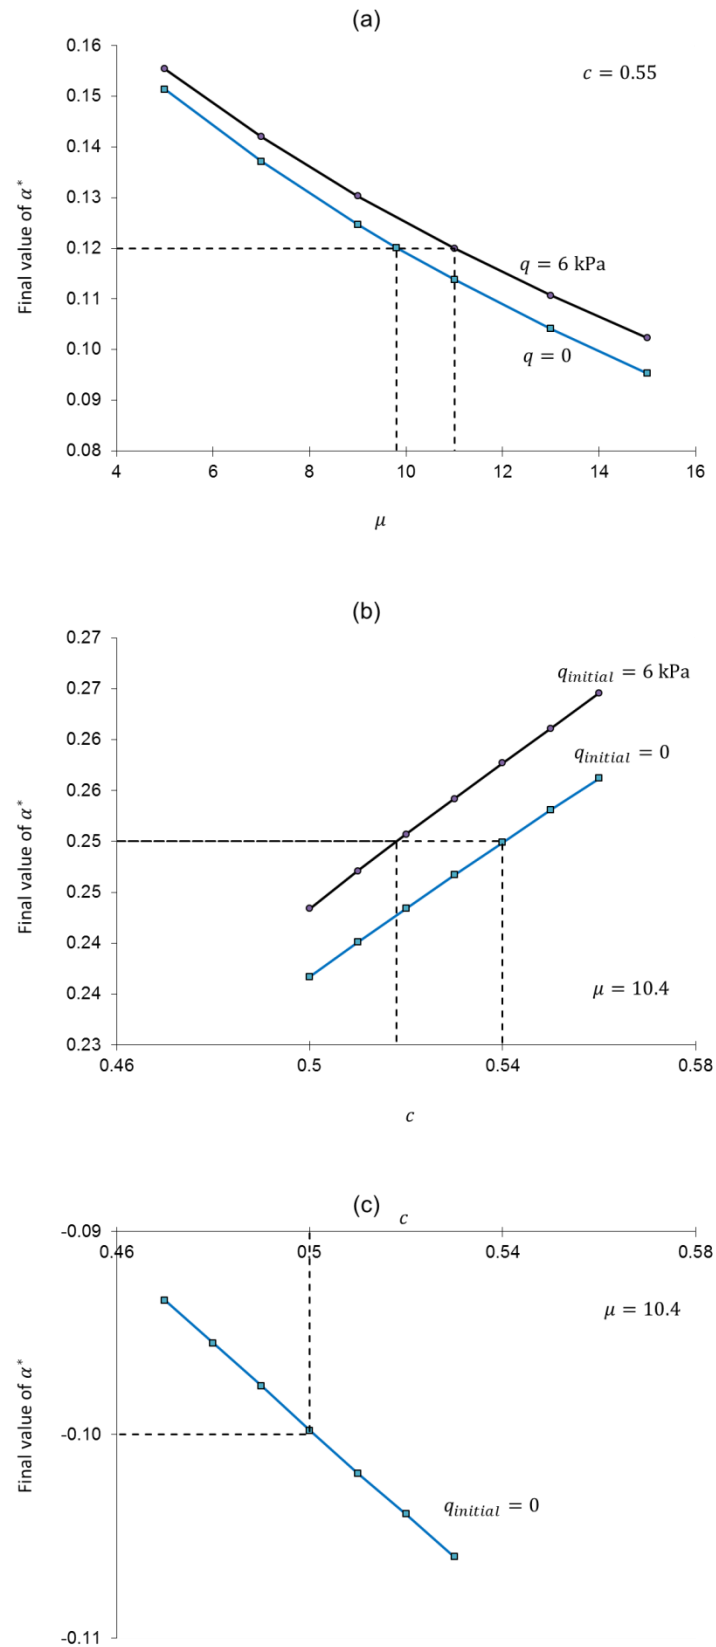 (a)
0.16
c = 0.55
0.15
0.14
0.13
0.12
q = 6 kPa
0.11
0.10
q = 0
0.09
0.08
4 6 8 10 12 14 16
Final value of α*
μ
(b)
0.27
q_initial = 6 kPa
0.27
q_initial = 0
0.26
0.26
0.25
0.25
0.24
0.24
μ = 10.4
0.23
0.46 0.5 0.54 0.58
Final value of α*
c
(c)
c
-0.09
0.46 0.5 0.54 0.58
μ = 10.4
-0.10
q_initial = 0
-0.11
Final value of α*